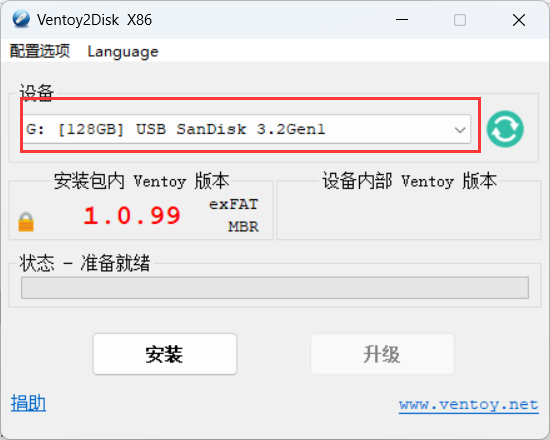 Ventoy2Disk X86
配置选项 Language
设备
G: [128GB] USB SanDisk 3.2Gen1
安装包内 Ventoy 版本
设备内部 Ventoy 版本
1.0.99
exFAT
MBR
状态 - 准备就绪
安装
升级
捐助
www.ventoy.net